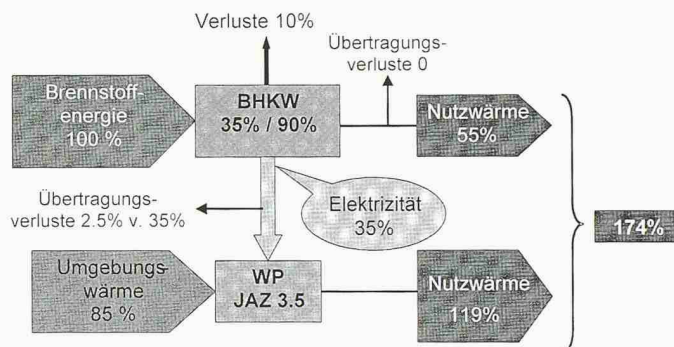 Verluste 10%
Übertragungs-
verluste 0
Brennstoff-
energie
100 %
BHKW
35% / 90%
Nutzwärme
55%
Übertragungs-
verluste 2.5% v. 35%
Elektrizität
35%
174%
Umgebungs-
wärme
85 %
WP
JAZ 3.5
Nutzwärme
119%